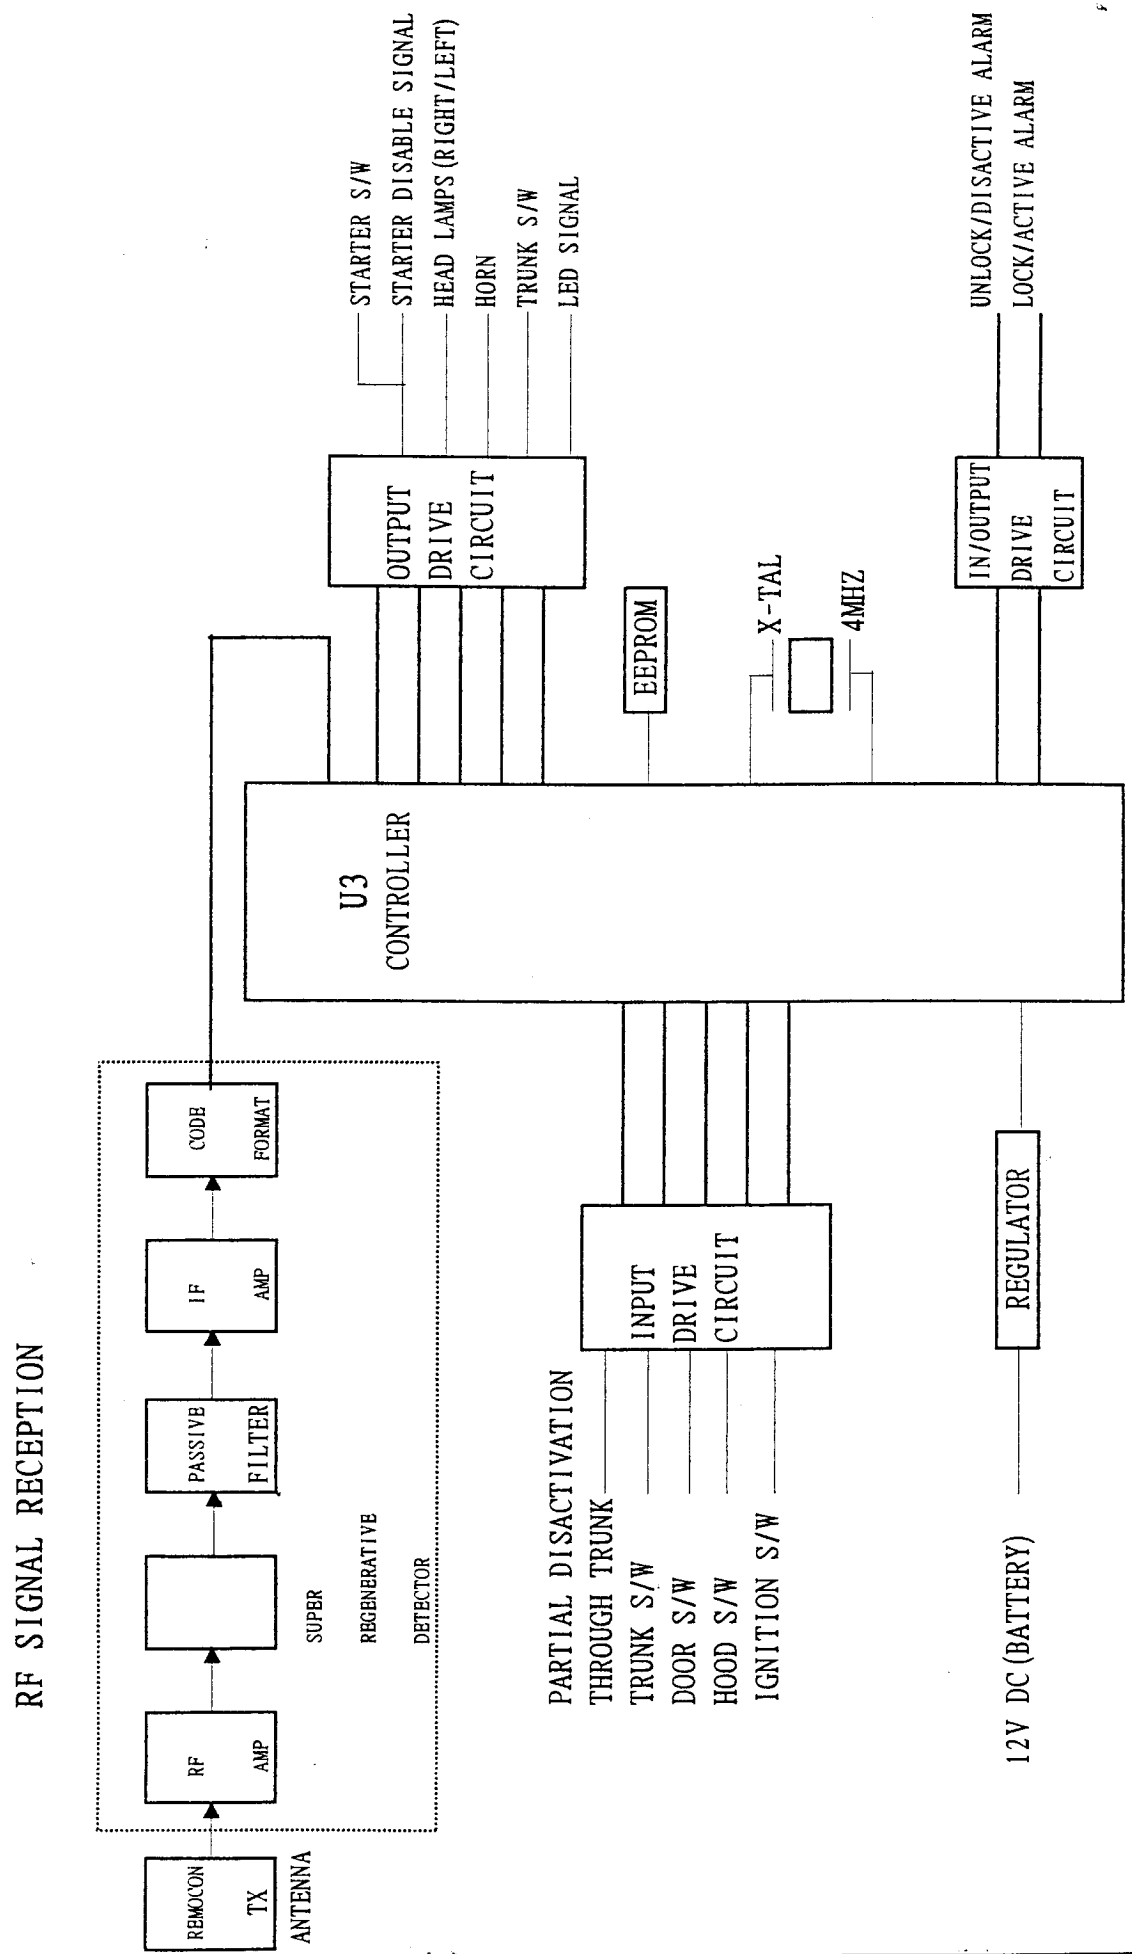 RF SIGNAL RECEPTION
REMOCON
TX
ANTENNA
RF
AMP
SUPER
REGENERATIVE
DETECTOR
PASSIVE
FILTER
IF
AMP
CODE
FORMAT
U3
CONTROLLER
PARTIAL DISACTIVATION
THROUGH TRUNK
TRUNK S/W
DOOR S/W
HOOD S/W
IGNITION S/W
INPUT
DRIVE
CIRCUIT
12V DC(BATTERY)
REGULATOR
OUTPUT
DRIVE
CIRCUIT
STARTER S/W
STARTER DISABLE SIGNAL
HEAD LAMPS(RIGHT/LEFT)
HORN
TRUNK S/W
LED SIGNAL
EEPROM
X-TAL
4MHZ
IN/OUTPUT
DRIVE
CIRCUIT
UNLOCK/DISACTIVE ALARM
LOCK/ACTIVE ALARM